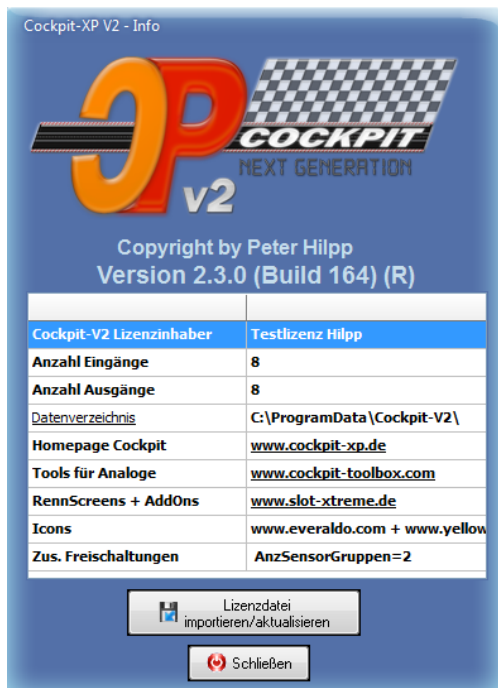 Cockpit-XP V2 - Info
CP
COCKPIT
NEXT GENERATION
v2
Copyright by Peter Hilpp
Version 2.3.0 (Build 164) (R)
Cockpit-V2 Lizenzinhaber Testlizenz Hilpp
Anzahl Eingänge 8
Anzahl Ausgänge 8
Datenverzeichnis C:\ProgramData\Cockpit-V2\
Homepage Cockpit www.cockpit-xp.de
Tools für Analoge www.cockpit-toolbox.com
RennScreens + AddOns www.slot-xtreme.de
Icons www.everaldo.com + www.yellow
Zus. Freischaltungen AnzSensorGruppen=2
Lizenzdatei
importieren/aktualisieren
Schließen